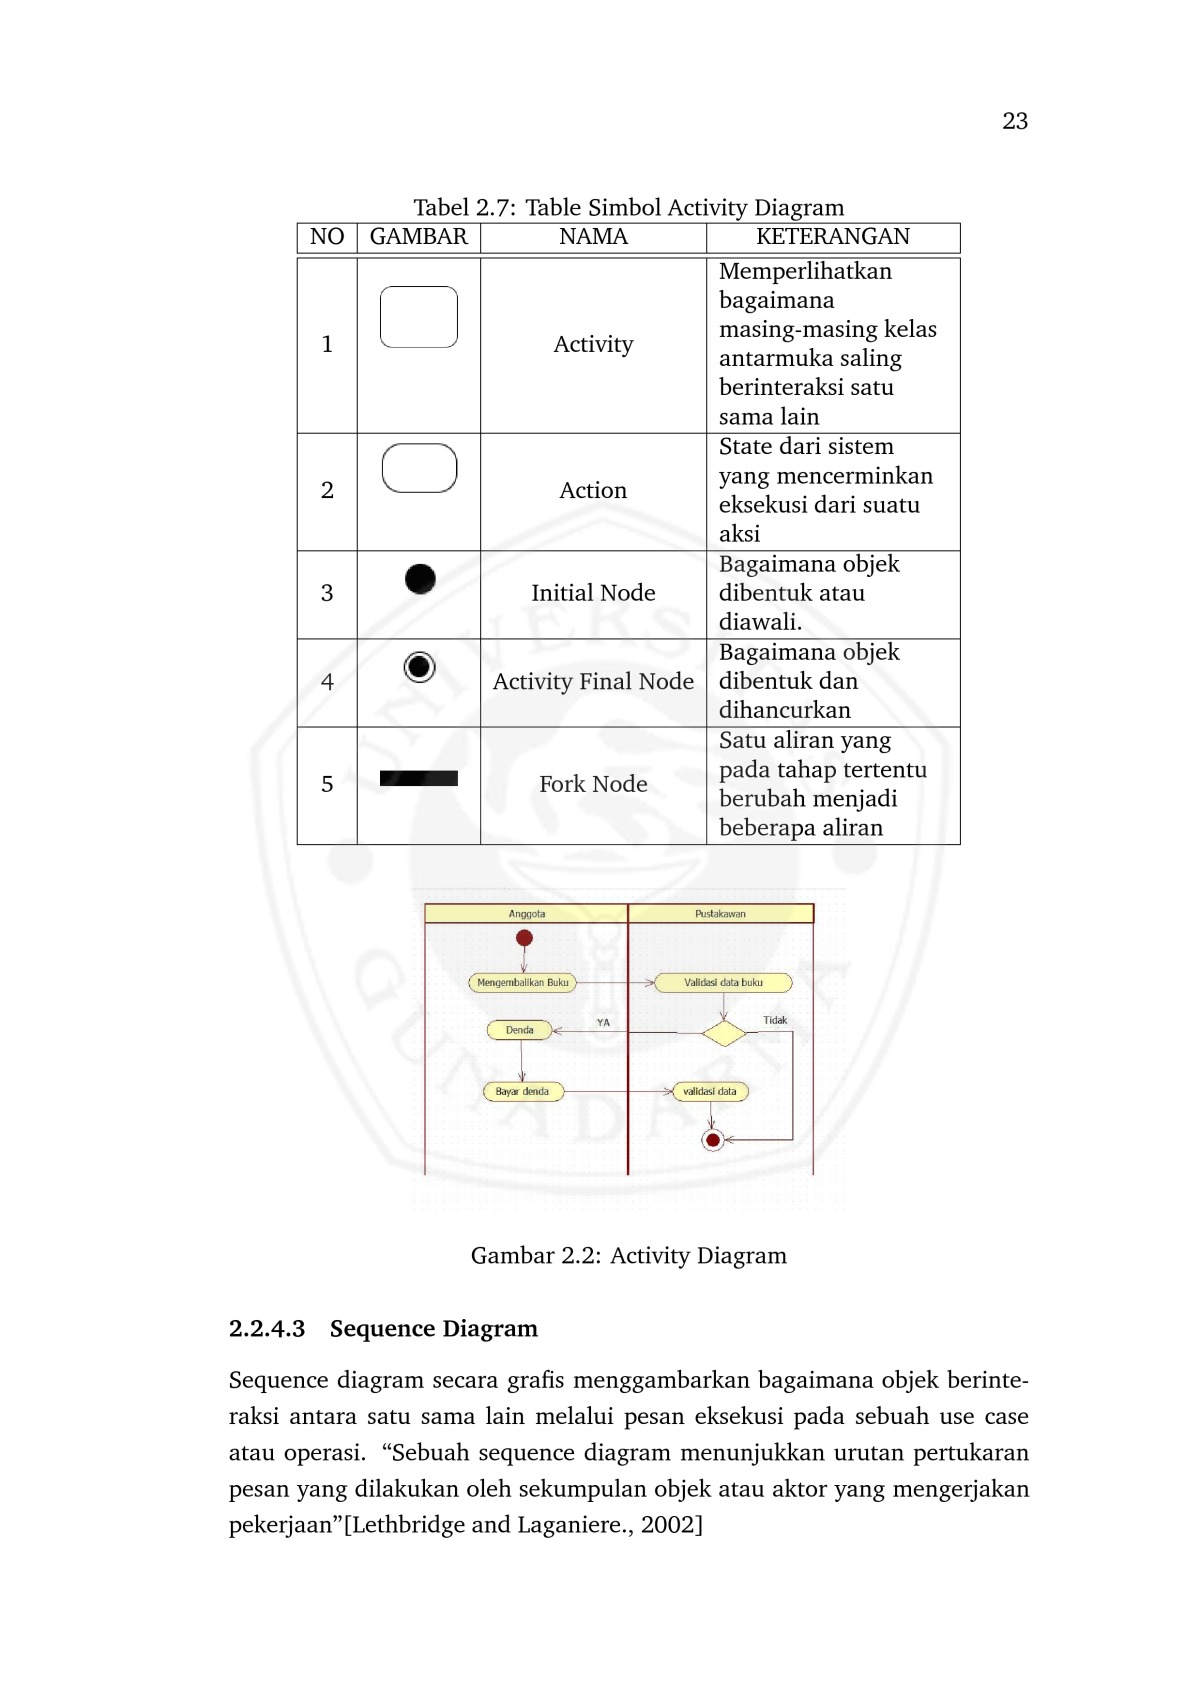 23
Tabel 2.7: Table Simbol Activity Diagram
NO GAMBAR NAMA KETERANGAN
1 Activity Memperlihatkan
bagaimana
masing-masing kelas
antarmuka saling
berinteraksi satu
sama lain
2 Action State dari sistem
yang mencerminkan
eksekusi dari suatu
aksi
3 Initial Node Bagaimana objek
dibentuk atau
diawali.
4 Activity Final Node Bagaimana objek
dibentuk dan
dihancurkan
5 Fork Node Satu aliran yang
pada tahap tertentu
berubah menjadi
beberapa aliran
UNIVERSITAS
GUNADARMA
Anggota Pustakawan
Mengembalikan Buku Validasi data buku
Denda YA Tidak
Bayar denda validasi data
Gambar 2.2: Activity Diagram
2.2.4.3 Sequence Diagram
Sequence diagram secara grafis menggambarkan bagaimana objek berinte-
raksi antara satu sama lain melalui pesan eksekusi pada sebuah use case
atau operasi. “Sebuah sequence diagram menunjukkan urutan pertukaran
pesan yang dilakukan oleh sekumpulan objek atau aktor yang mengerjakan
pekerjaan”[Lethbridge and Laganiere., 2002]